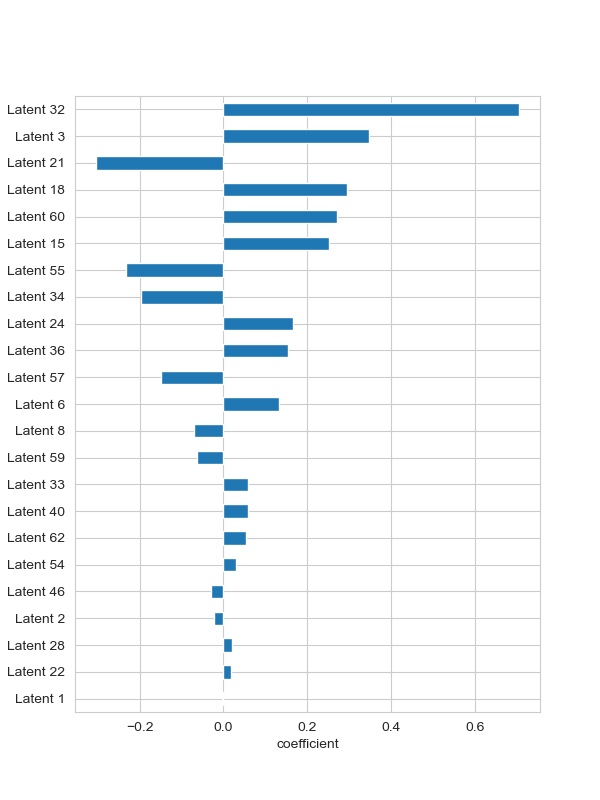 Latent 32
Latent 3
Latent 21
Latent 18
Latent 60
Latent 15
Latent 55
Latent 34
Latent 24
Latent 36
Latent 57
Latent 6
Latent 8
Latent 59
Latent 33
Latent 40
Latent 62
Latent 54
Latent 46
Latent 2
Latent 28
Latent 22
Latent 1
−0.2 0.0 0.2 0.4 0.6
coefficient